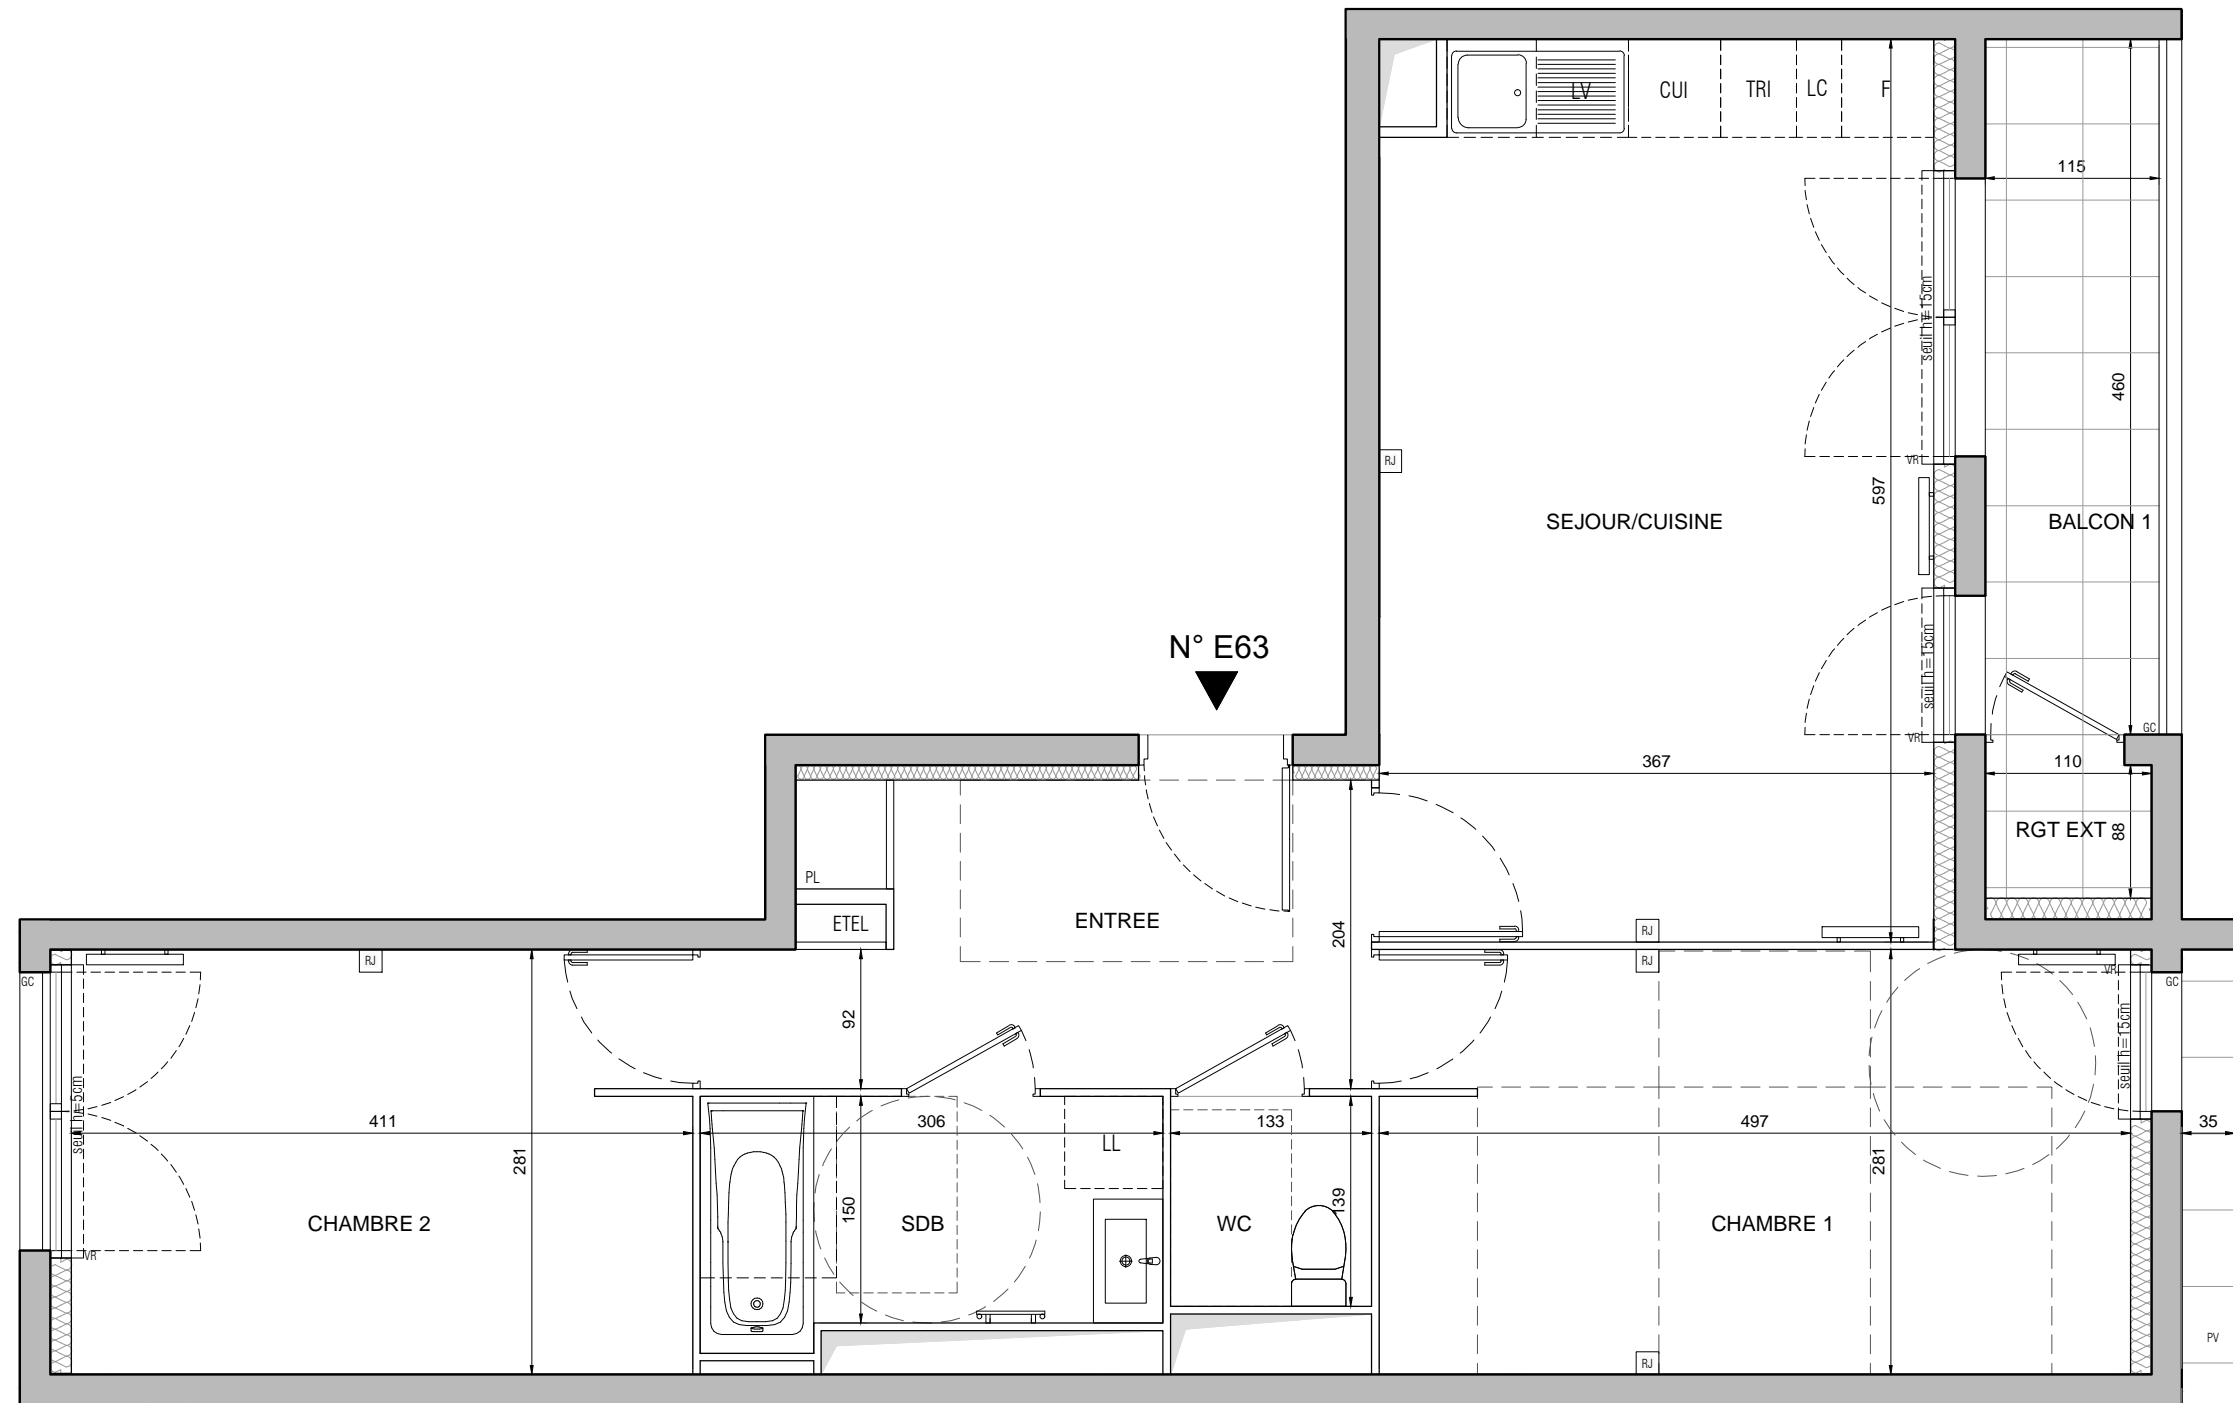 LV
CUI
TRI
LC
F
115
seuil h=15cm
460
RJ
VR
597
SEJOUR/CUISINE
BALCON 1
N° E63
seuil h=15cm
GC
VR
367
110
RGT EXT
88
PL
ETEL
ENTREE
204
RJ
RJ
RJ
VR
GC
GC
92
seuil h=5cm
seuil h=15cm
411
306
133
497
35
281
LL
281
150
139
CHAMBRE 2
SDB
WC
CHAMBRE 1
VR
PV
RJ